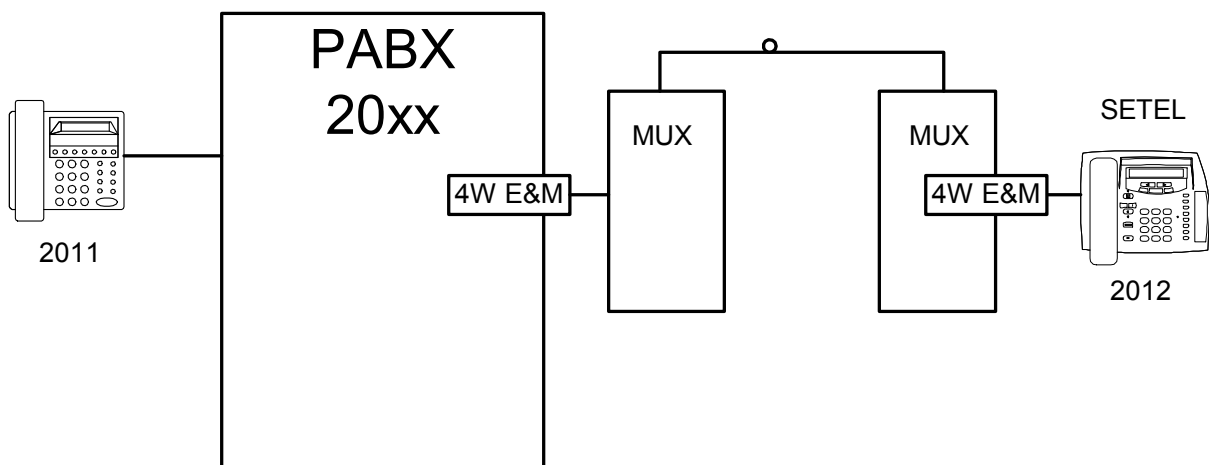 PABX
20xx
MUX
MUX
SETEL
4W E&M
4W E&M
2011
2012